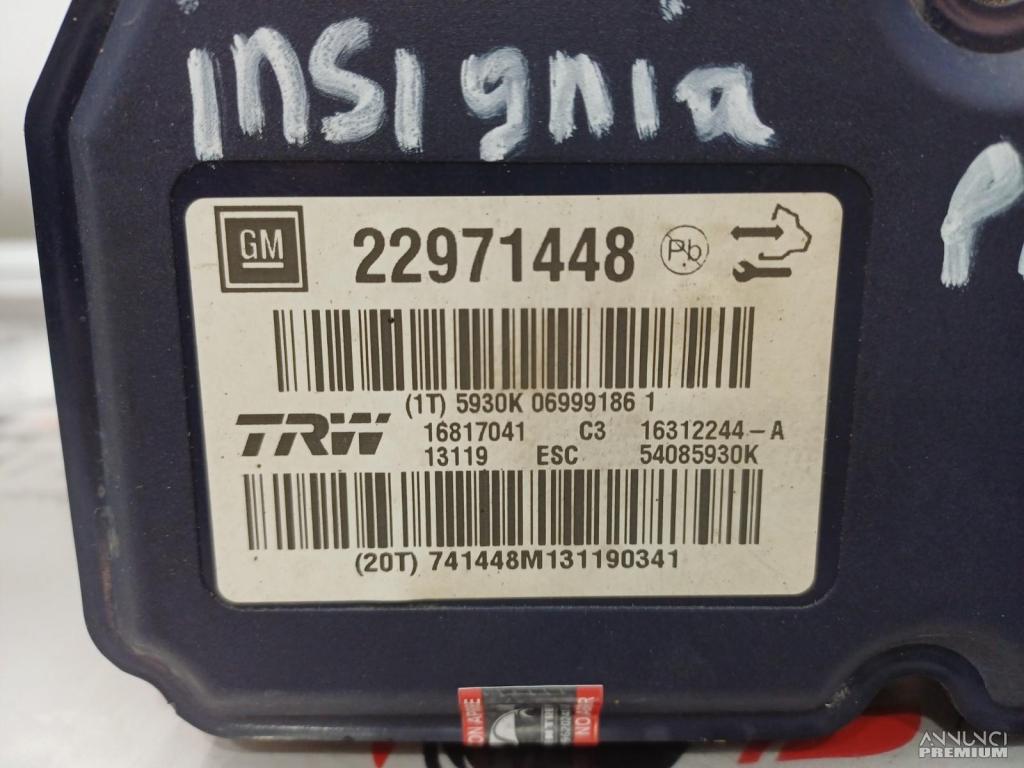 insignia
GM 22971448 Pb
(1T) 5930K 06999186 1
TRW 16817041 C3 16312244-A
13119 ESC 54085930K
(20T) 741448M131190341
ANNUNCI
PREMIUM